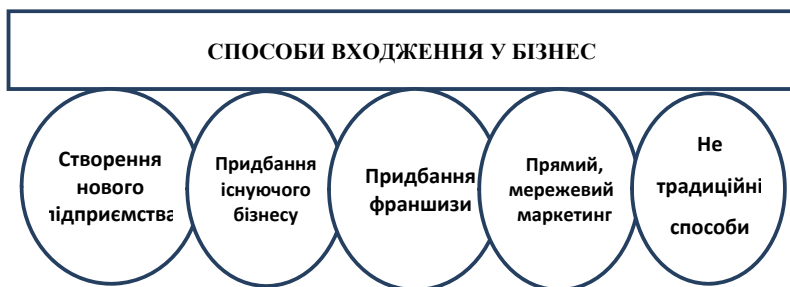 СПОСОБИ ВХОДЖЕННЯ У БІЗНЕС
Створення
нового
підприємства
Придбання
існуючого
бізнесу
Придбання
франшизи
Прямий,
мережевий
маркетинг
Не
традиційні
способи